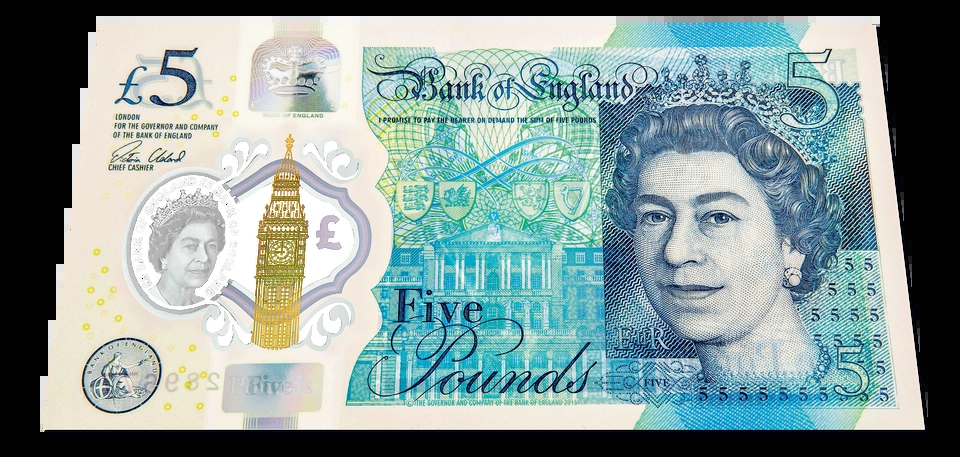 £5
LONDON
FOR THE GOVERNOR AND COMPANY
OF THE BANK OF ENGLAND
CHIEF CASHIER
BANK OF ENGLAND
£
BANK OF ENGLAND
Bank of England
I PROMISE TO PAY THE BEARER ON DEMAND THE SUM OF FIVE POUNDS
Five
Pounds
© THE GOVERNOR AND COMPANY OF THE BANK OF ENGLAND
5
E II R
FIVE
5 5
5 5 5
5 5 5 5
5
Five